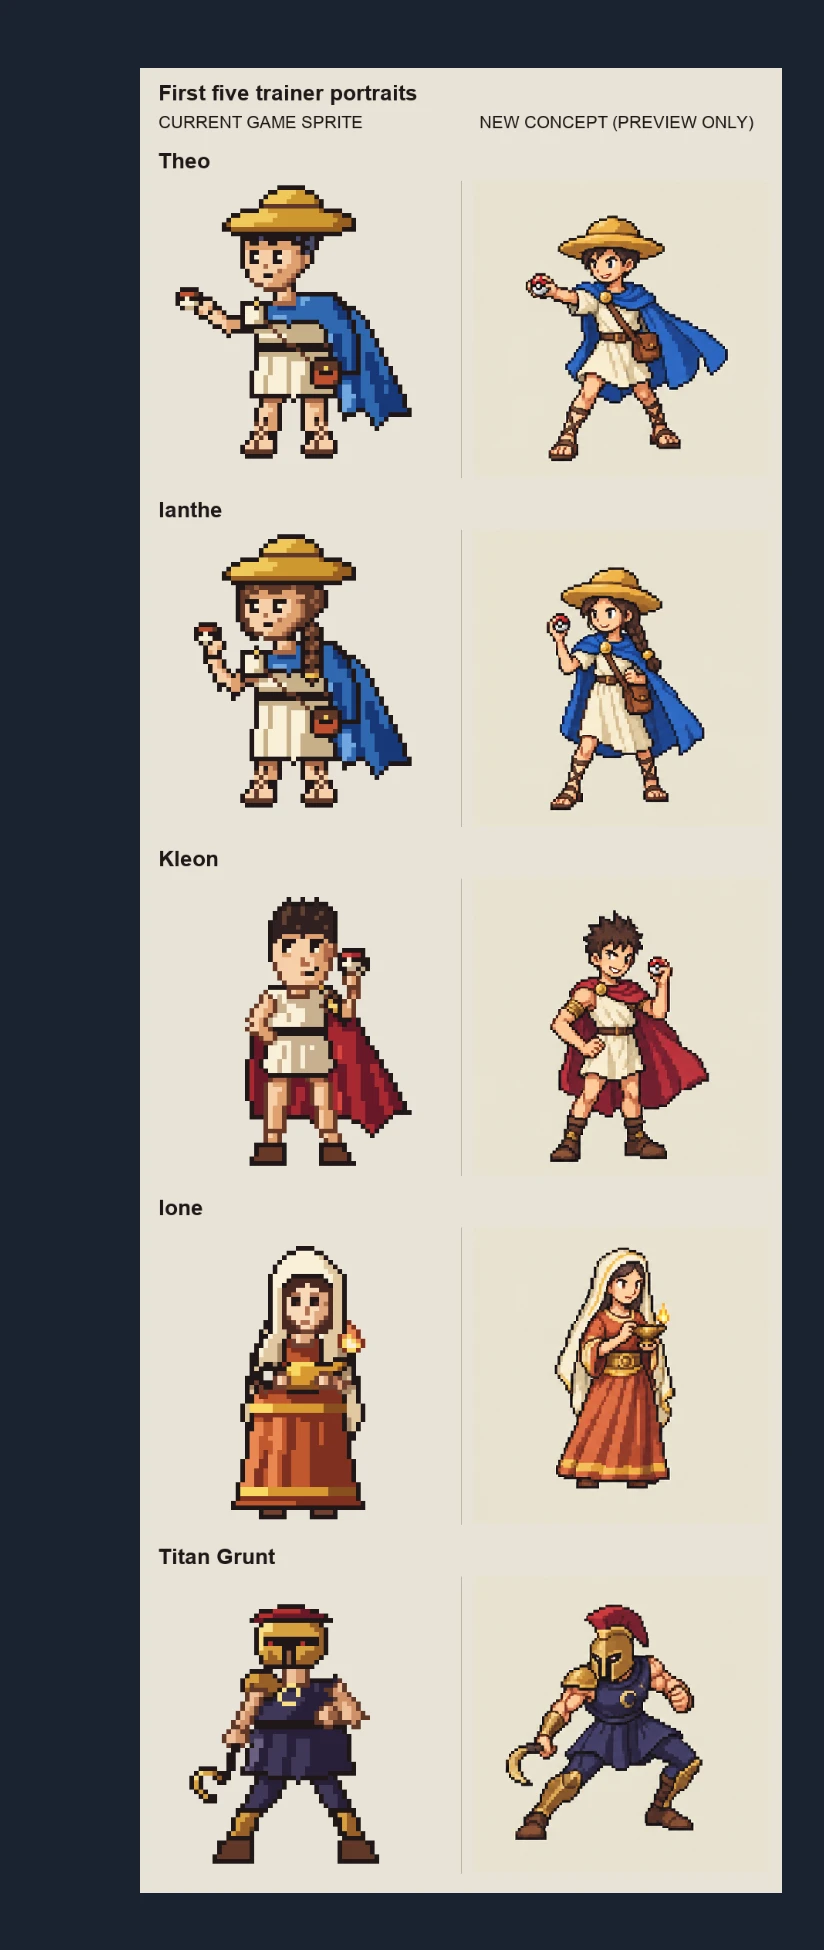 First five trainer portraits
CURRENT GAME SPRITE
NEW CONCEPT (PREVIEW ONLY)
Theo
Ianthe
Kleon
Ione
Titan Grunt